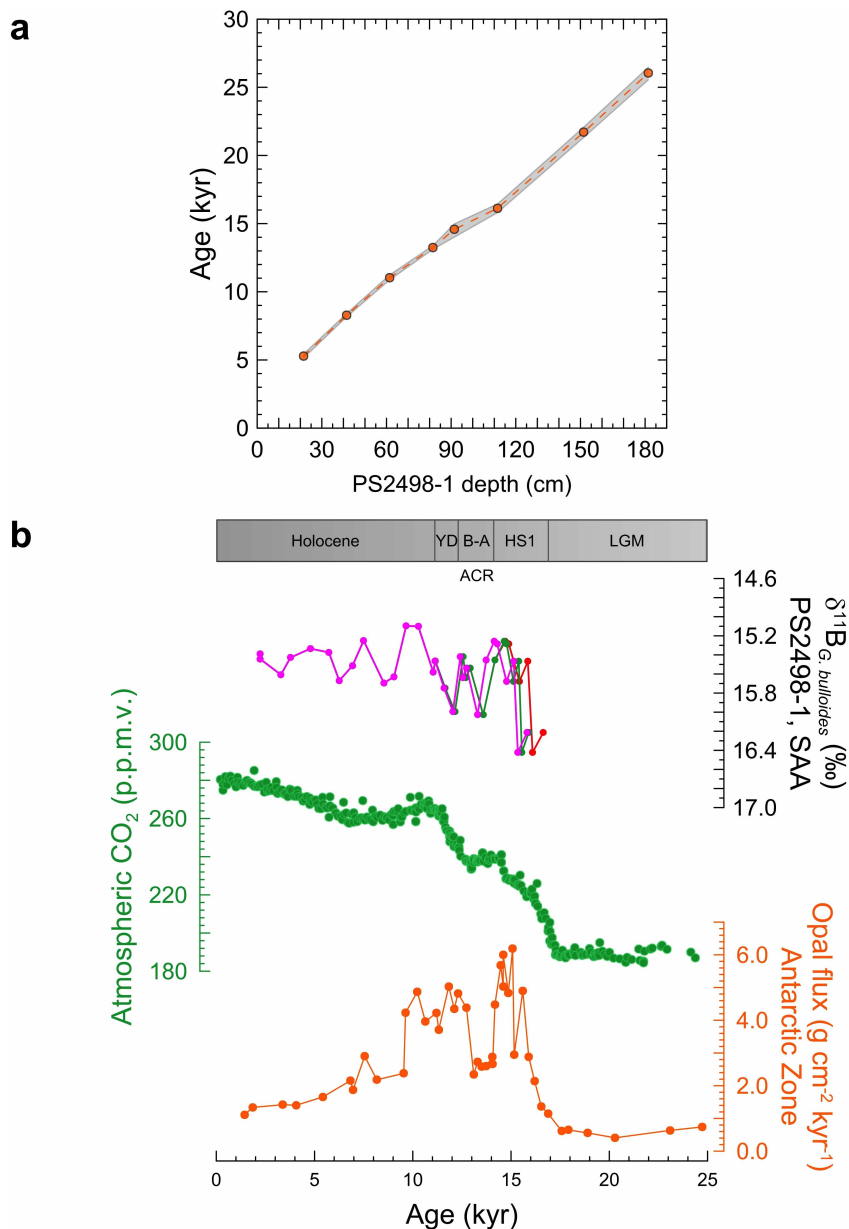 a
30
25
20
15
10
5
0
Age (kyr)
0 30 60 90 120 150 180
PS2498-1 depth (cm)
b
Holocene YD B-A HS1 LGM
ACR
14.6
15.2
15.8
16.4
17.0
δ¹¹B G. bulloides (‰)
PS2498-1, SAA
300
260
220
180
Atmospheric CO₂ (p.p.m.v.)
6.0
4.0
2.0
0.0
Opal flux (g cm⁻² kyr⁻¹)
Antarctic Zone
0 5 10 15 20 25
Age (kyr)